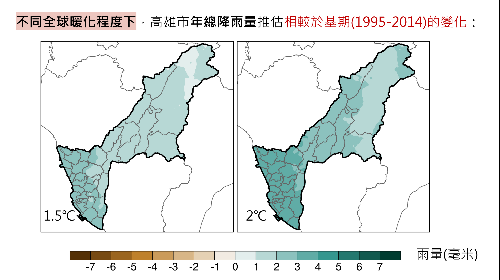 不同全球暖化程度下，高雄市年總降雨量推估相較於基期(1995-2014)的變化：
1.5℃
2℃
-7 -6 -5 -4 -3 -2 -1 0 1 2 3 4 5 6 7
雨量(毫米)